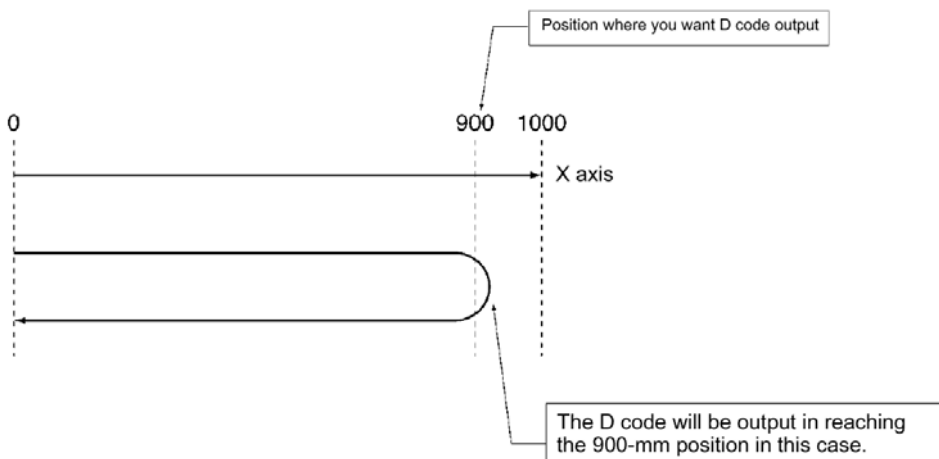 Position where you want D code output
0
900
1000
X axis
The D code will be output in reaching
the 900-mm position in this case.